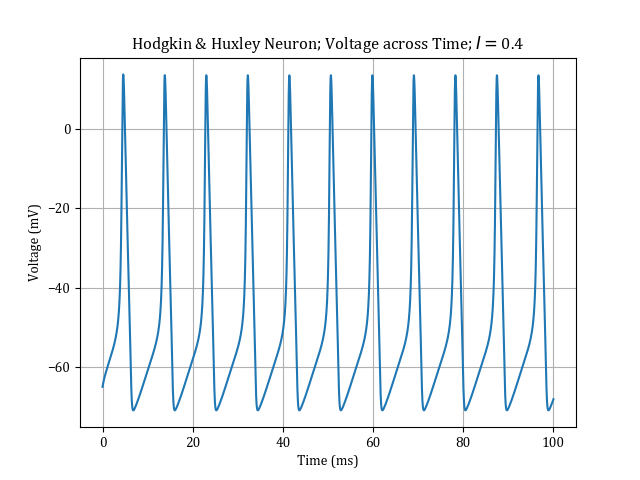 Hodgkin & Huxley Neuron; Voltage across Time; I = 0.4
0
−20
−40
−60
Voltage (mV)
0 20 40 60 80 100
Time (ms)